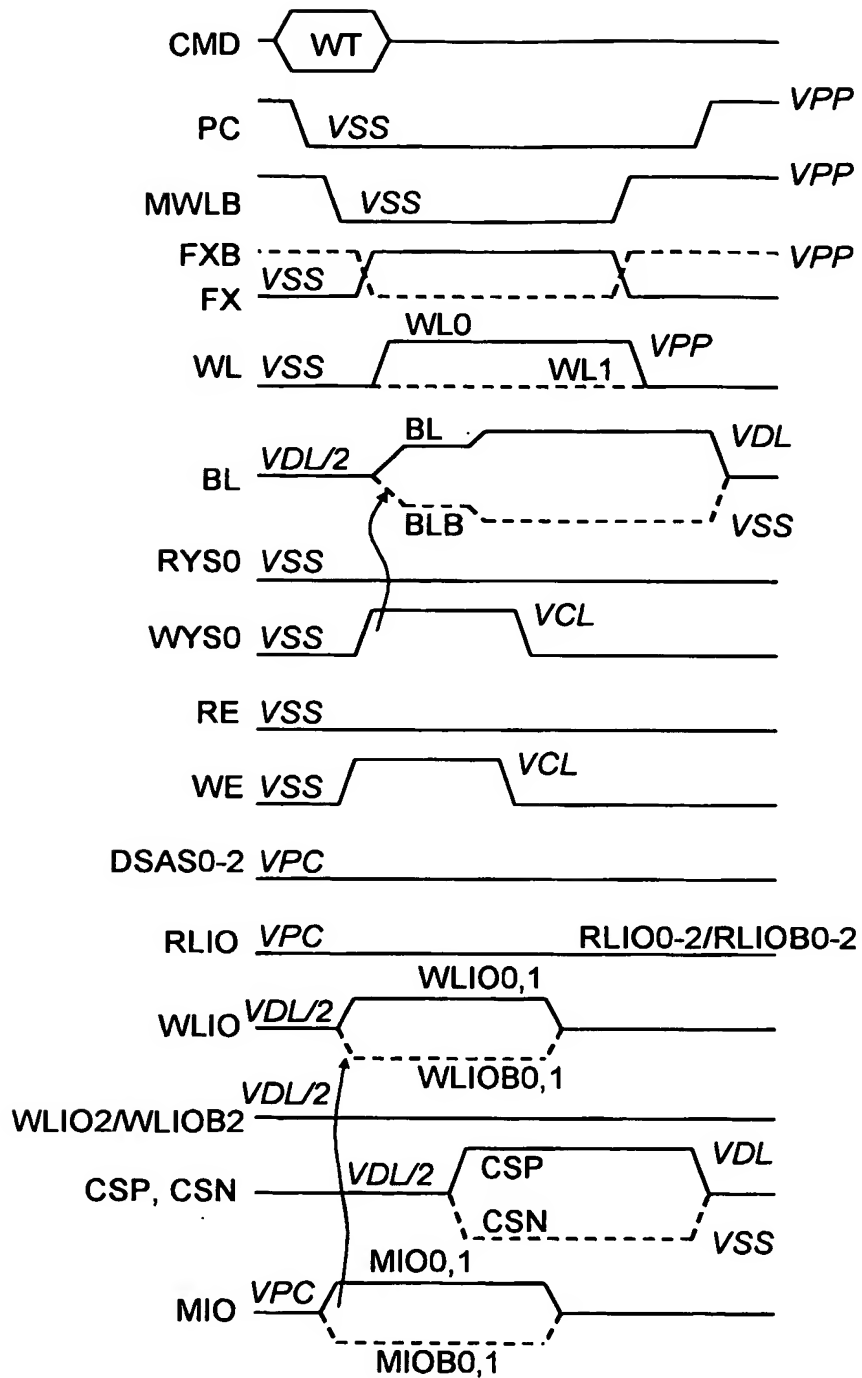 CMD WT
PC VSS VPP
MWLB VSS VPP
FXB VPP
VSS
FX
WL0
WL VSS WL1 VPP
BL
BL VDL/2 VDL
BLB VSS
RYS0 VSS
WYS0 VSS VCL
RE VSS
WE VSS VCL
DSAS0-2 VPC
RLIO VPC RLIO0-2/RLIOB0-2
WLIO0,1
WLIO VDL/2
WLIOB0,1
VDL/2
WLIO2/WLIOB2
CSP, CSN VDL/2 CSP VDL
CSN VSS
MIO0,1
MIO VPC
MIOB0,1